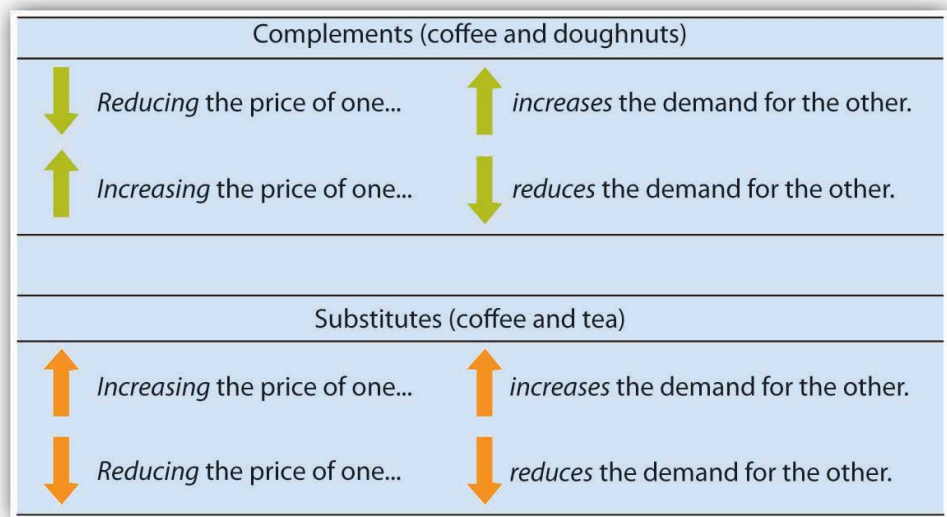 Complements (coffee and doughnuts)
Reducing the price of one... increases the demand for the other.
Increasing the price of one... reduces the demand for the other.
Substitutes (coffee and tea)
Increasing the price of one... increases the demand for the other.
Reducing the price of one... reduces the demand for the other.